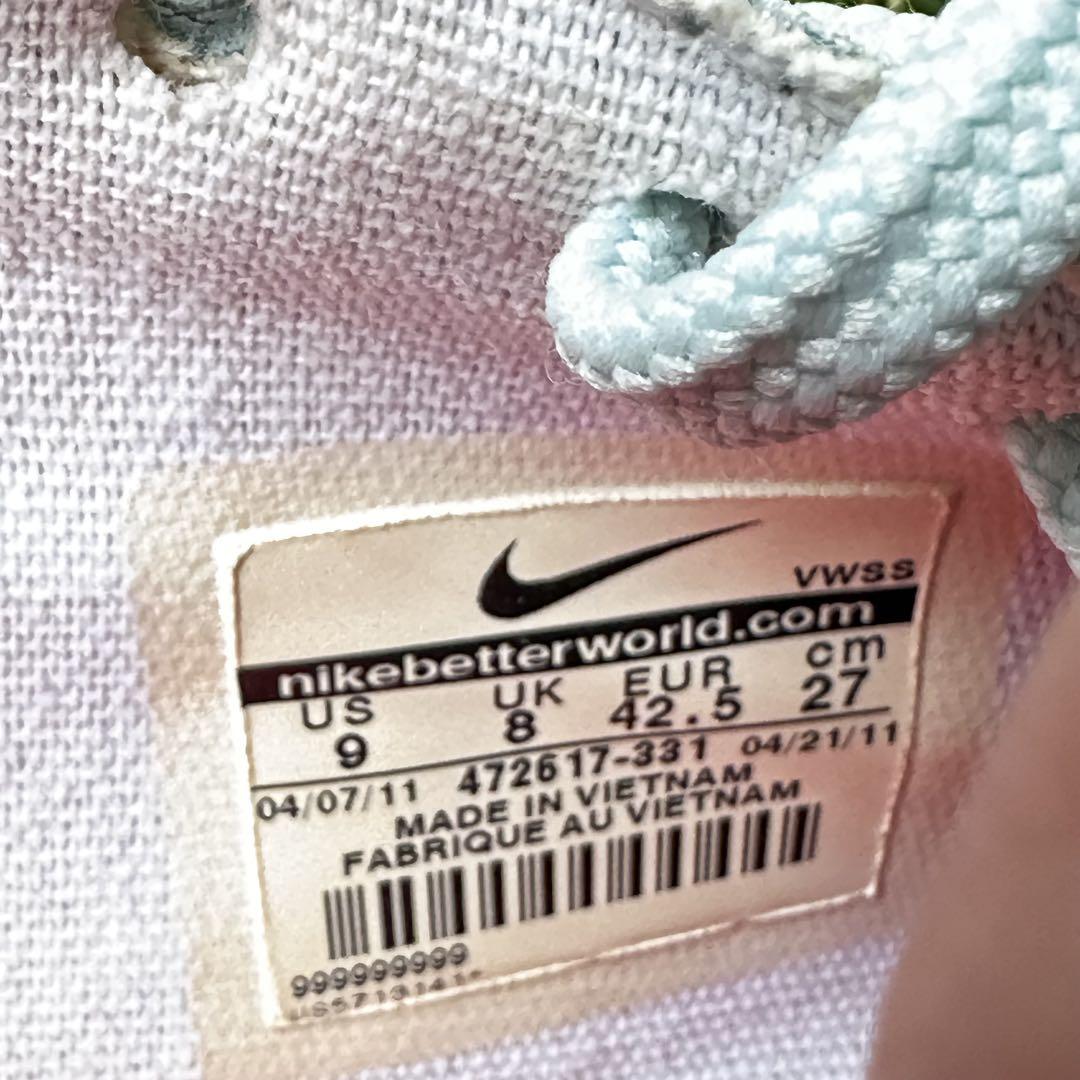 VWSS
nikebetterworld.com
US UK EUR cm
9 8 42.5 27
04/07/11 472617-331 04/21/11
MADE IN VIETNAM
FABRIQUE AU VIETNAM
999999999